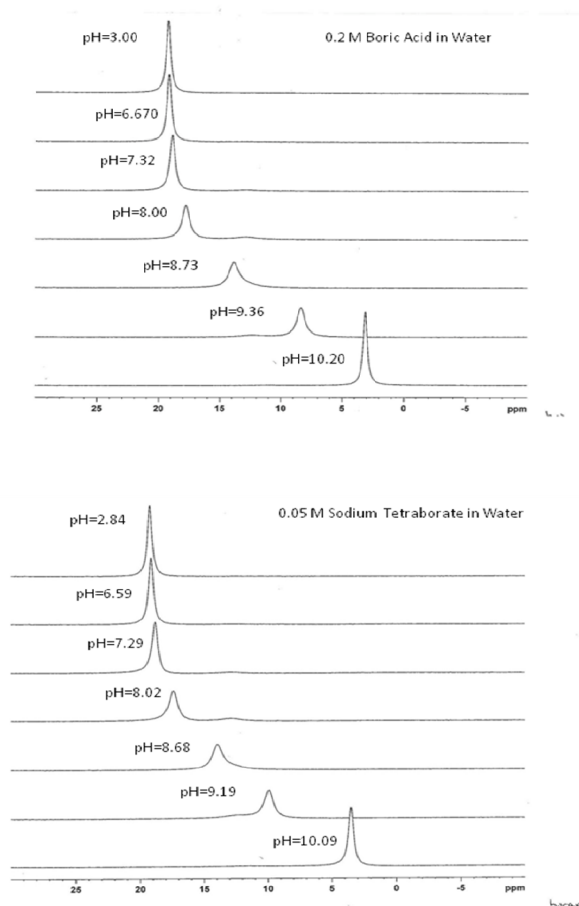 0.2 M Boric Acid in Water
pH=3.00
pH=6.670
pH=7.32
pH=8.00
pH=8.73
pH=9.36
pH=10.20
25 20 15 10 5 0 -5 ppm
0.05 M Sodium Tetraborate in Water
pH=2.84
pH=6.59
pH=7.29
pH=8.02
pH=8.68
pH=9.19
pH=10.09
25 20 15 10 5 0 -5 ppm